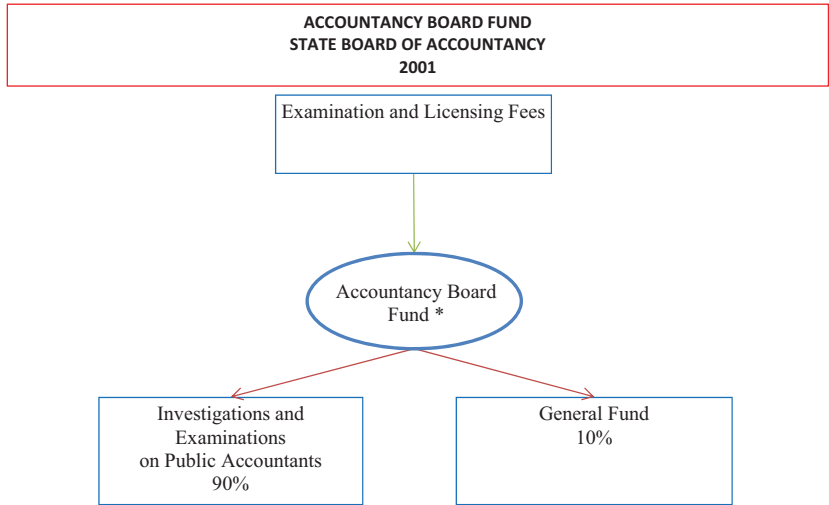 ACCOUNTANCY BOARD FUND
STATE BOARD OF ACCOUNTANCY
2001
Examination and Licensing Fees
Accountancy Board
Fund *
Investigations and
Examinations
on Public Accountants
90%
General Fund
10%